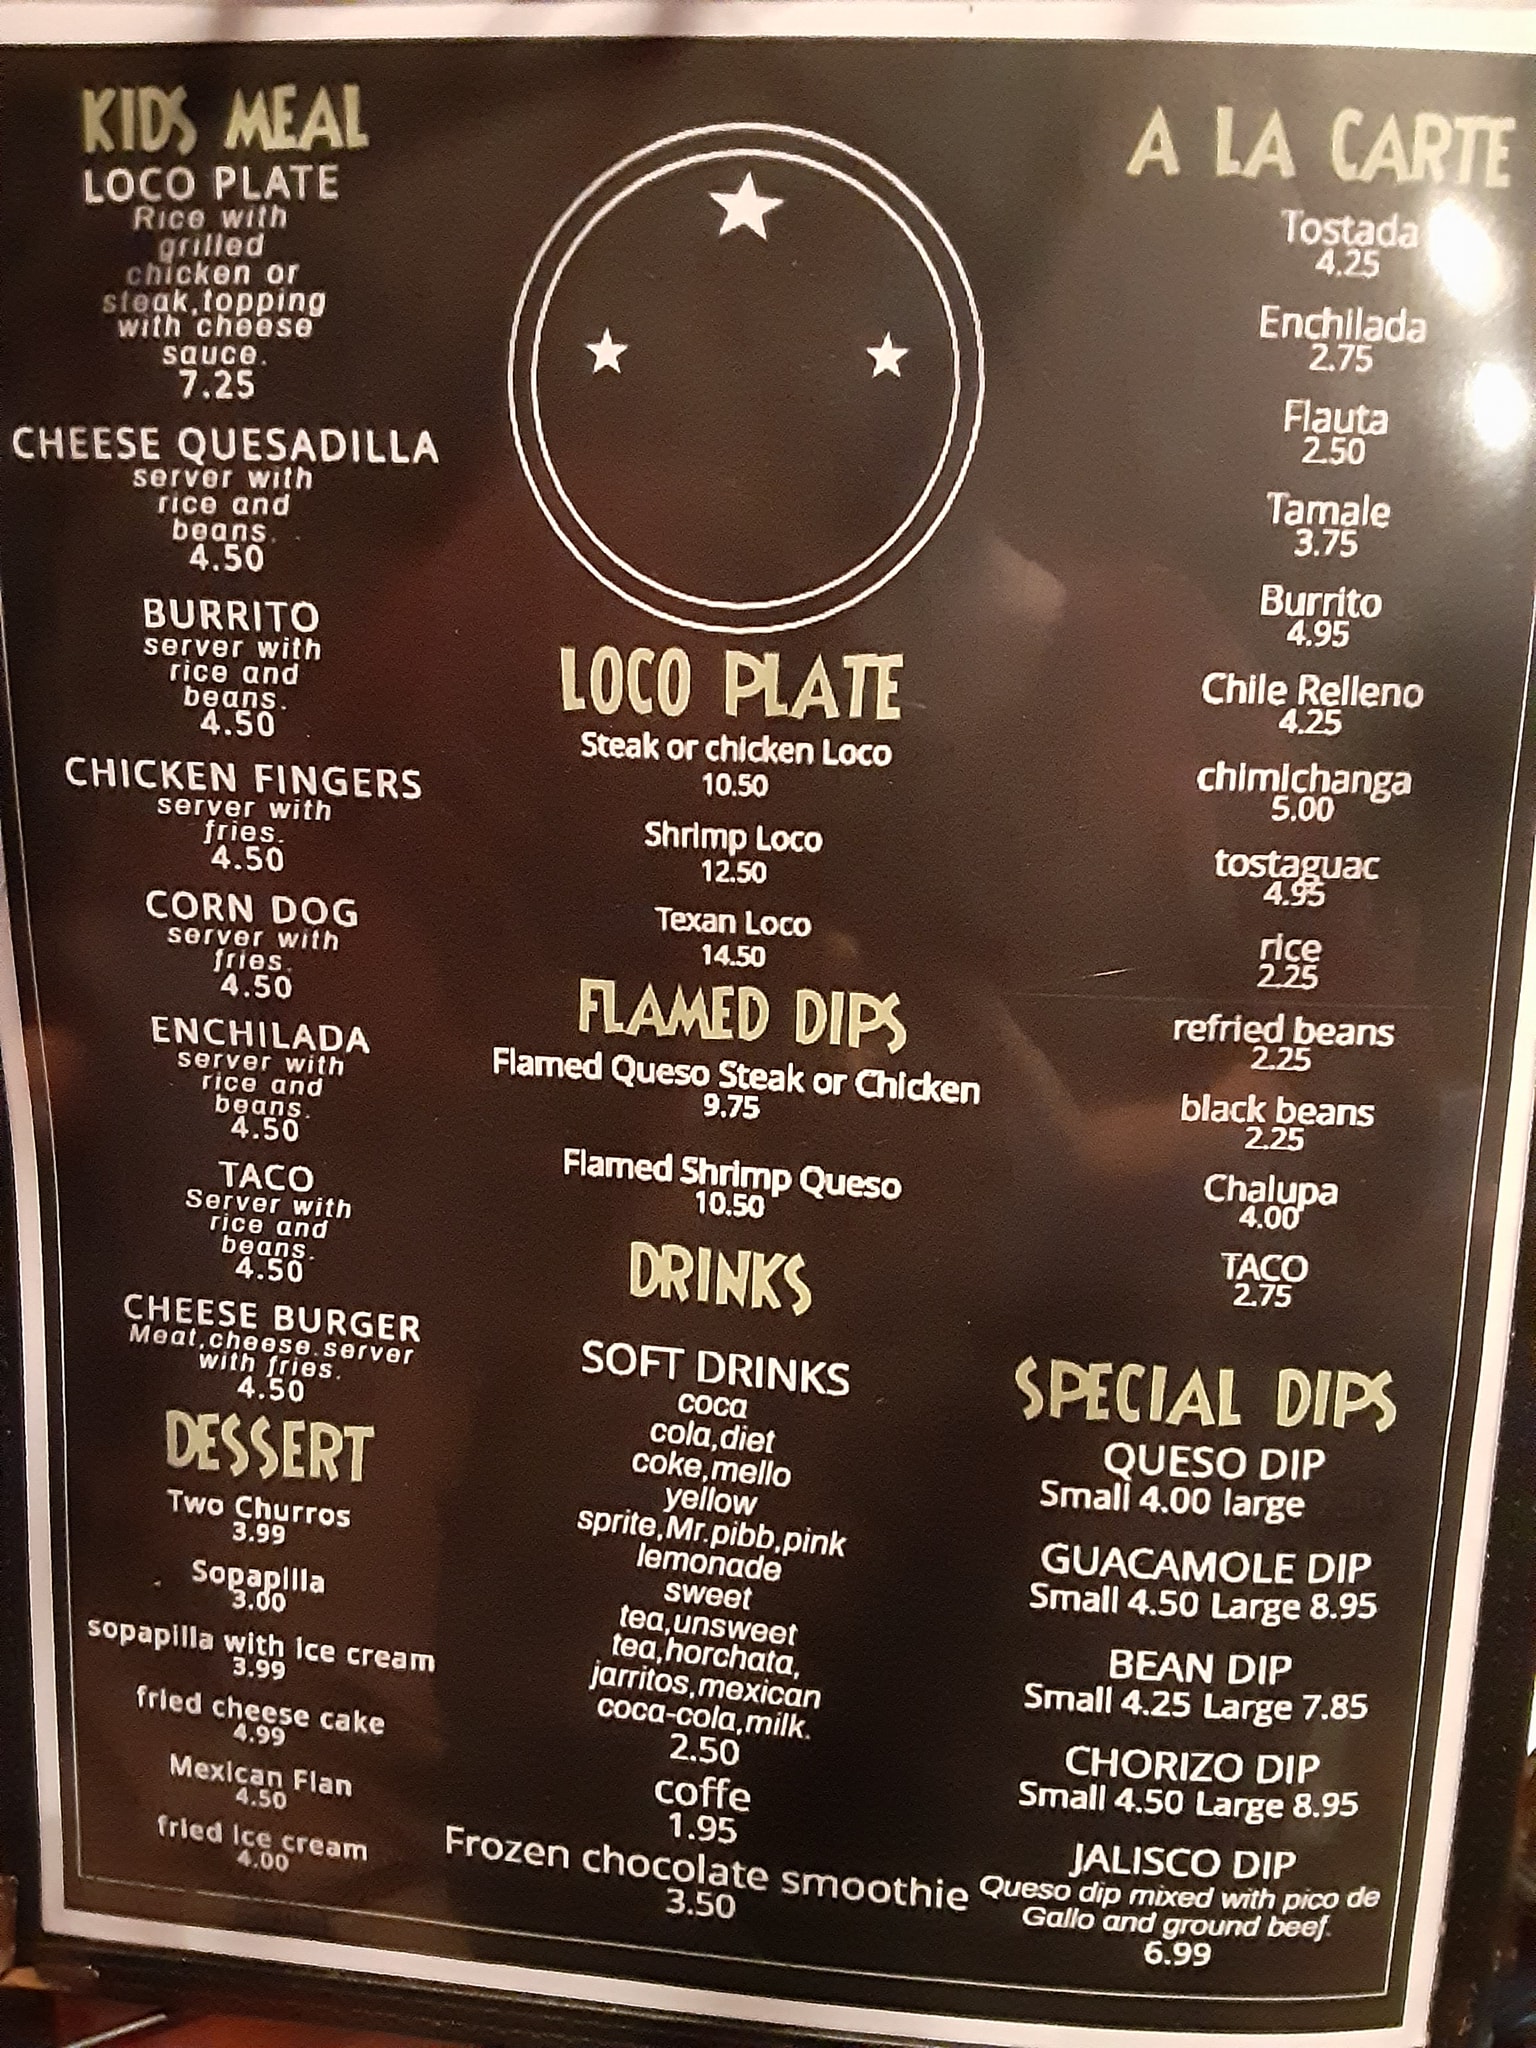 KIDS MEAL
LOCO PLATE
Rice with
grilled
chicken or
steak,topping
with cheese
sauce.
7.25
CHEESE QUESADILLA
server with
rice and
beans.
4.50
BURRITO
server with
rice and
beans.
4.50
CHICKEN FINGERS
server with
fries.
4.50
CORN DOG
server with
fries.
4.50
ENCHILADA
server with
rice and
beans.
4.50
TACO
Server with
rice and
beans.
4.50
CHEESE BURGER
Meat,cheese.server
with fries.
4.50
DESSERT
Two Churros
3.99
Sopapilla
3.00
sopapilla with ice cream
3.99
fried cheese cake
4.99
Mexican Flan
4.50
fried ice cream
4.00
LOCO PLATE
Steak or chicken Loco
10.50
Shrimp Loco
12.50
Texan Loco
14.50
FLAMED DIPS
Flamed Queso Steak or Chicken
9.75
Flamed Shrimp Queso
10.50
DRINKS
SOFT DRINKS
coca
cola,diet
coke,mello
yellow
sprite,Mr.pibb,pink
lemonade
sweet
tea,unsweet
tea,horchata,
jarritos,mexican
coca-cola,milk.
2.50
coffe
1.95
Frozen chocolate smoothie
3.50
A LA CARTE
Tostada
4.25
Enchilada
2.75
Flauta
2.50
Tamale
3.75
Burrito
4.95
Chile Relleno
4.25
chimichanga
5.00
tostaguac
4.95
rice
2.25
refried beans
2.25
black beans
2.25
Chalupa
4.00
TACO
2.75
SPECIAL DIPS
QUESO DIP
Small 4.00 large
GUACAMOLE DIP
Small 4.50 Large 8.95
BEAN DIP
Small 4.25 Large 7.85
CHORIZO DIP
Small 4.50 Large 8.95
JALISCO DIP
Queso dip mixed with pico de
Gallo and ground beef.
6.99